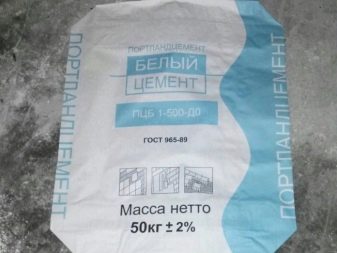 ПОРТЛАНДЦЕМЕНТ
БЕЛЫЙ
ЦЕМЕНТ
ПЦБ 1-500-Д0
ГОСТ 965-89
Масса нетто
50кг ± 2%
ПОРТЛАНДЦЕМЕНТ
ПОРТЛАНДЦЕМЕНТ